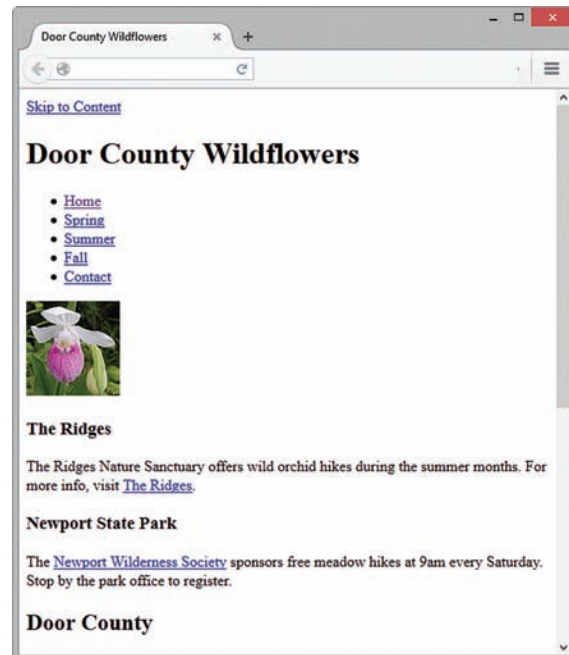 Door County Wildflowers
Skip to Content
Door County Wildflowers
Home
Spring
Summer
Fall
Contact
The Ridges
The Ridges Nature Sanctuary offers wild orchid hikes during the summer months. For
more info, visit The Ridges.
Newport State Park
The Newport Wilderness Society sponsors free meadow hikes at 9am every Saturday.
Stop by the park office to register.
Door County